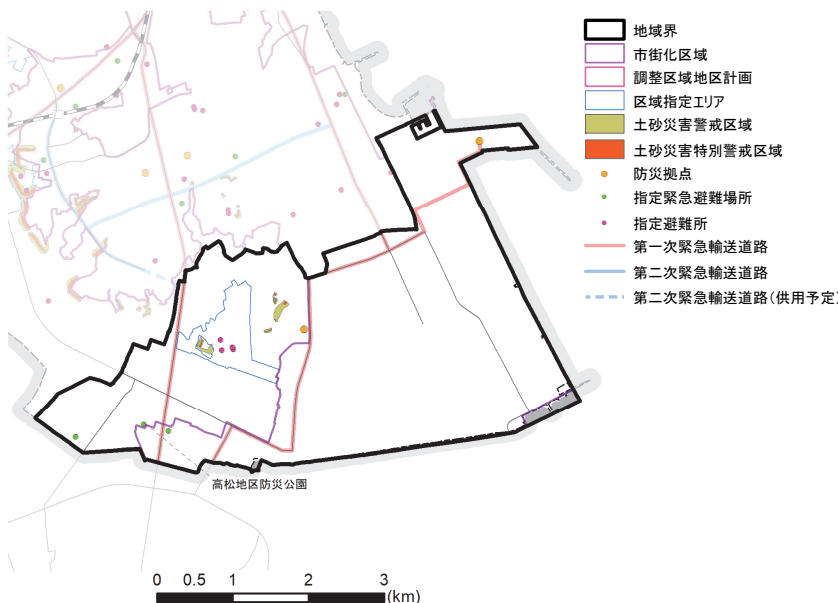 地域界
市街化区域
調整区域地区計画
区域指定エリア
土砂災害警戒区域
土砂災害特別警戒区域
防災拠点
指定緊急避難場所
指定避難所
第一次緊急輸送道路
第二次緊急輸送道路
第二次緊急輸送道路(供用予定)
高松地区防災公園
0 0.5 1 2 3
(km)